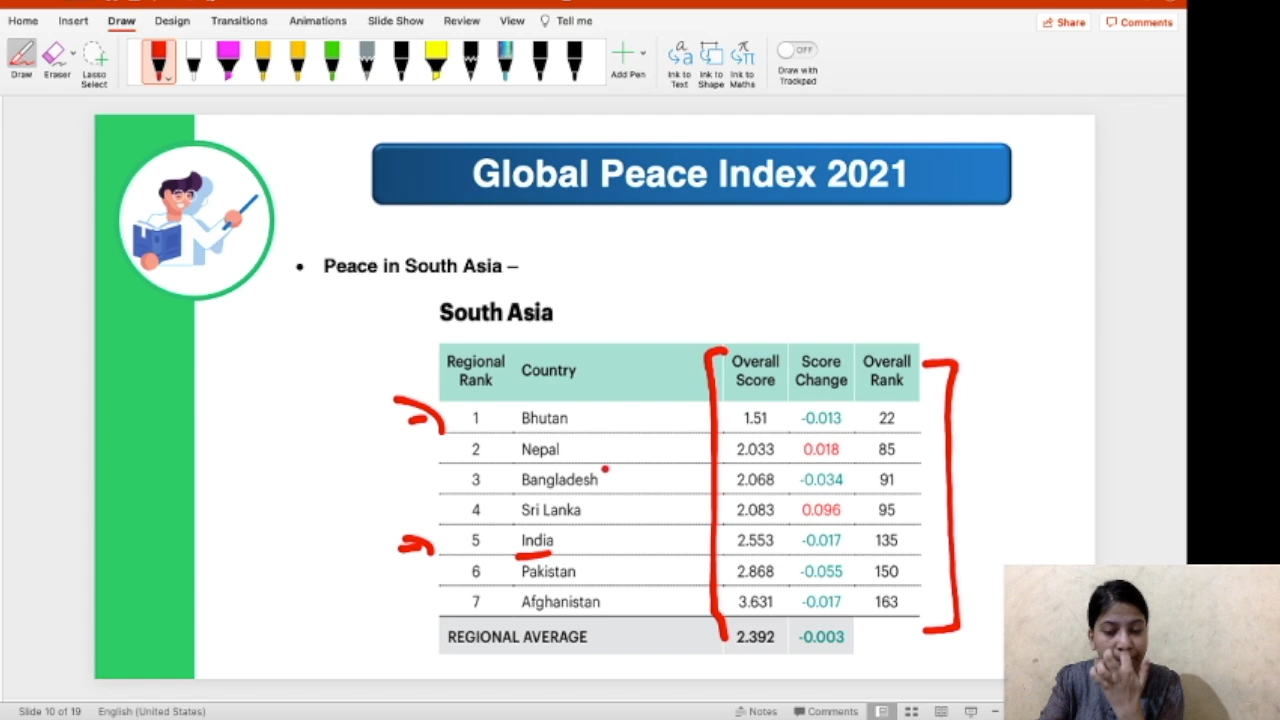 Home Insert Draw Design Transitions Animations Slide Show Review View Tell me Share Comments
Draw Eraser Lasso Select Add Pen Ink to Text Ink to Shape Ink to Maths OFF Draw with Trackpad
Global Peace Index 2021
• Peace in South Asia –
South Asia
Regional Rank Country Overall Score Score Change Overall Rank
1 Bhutan 1.51 -0.013 22
2 Nepal 2.033 0.018 85
3 Bangladesh 2.068 -0.034 91
4 Sri Lanka 2.083 0.096 95
5 India 2.553 -0.017 135
6 Pakistan 2.868 -0.055 150
7 Afghanistan 3.631 -0.017 163
REGIONAL AVERAGE 2.392 -0.003
Slide 10 of 19 English (United States) Notes Comments